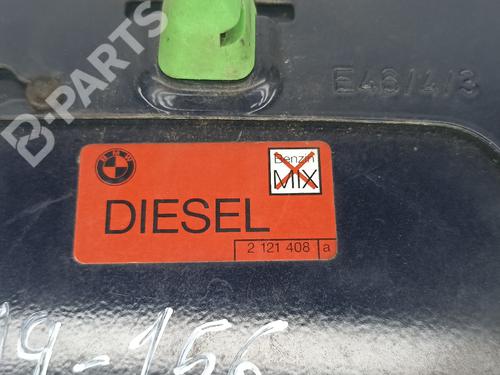 B-PARTS
E46/4/3
BMW
Benzin
MIX
DIESEL
2 121 408 a
19-156